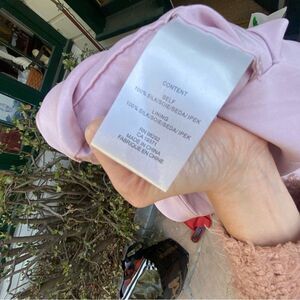 CONTENT
SELF
100% SILK/SOIE/SEDA/IPEK
LINING
100% SILK/SOIE/SEDA/IPEK
MADE IN CHINA
FABRIQUE EN CHINE